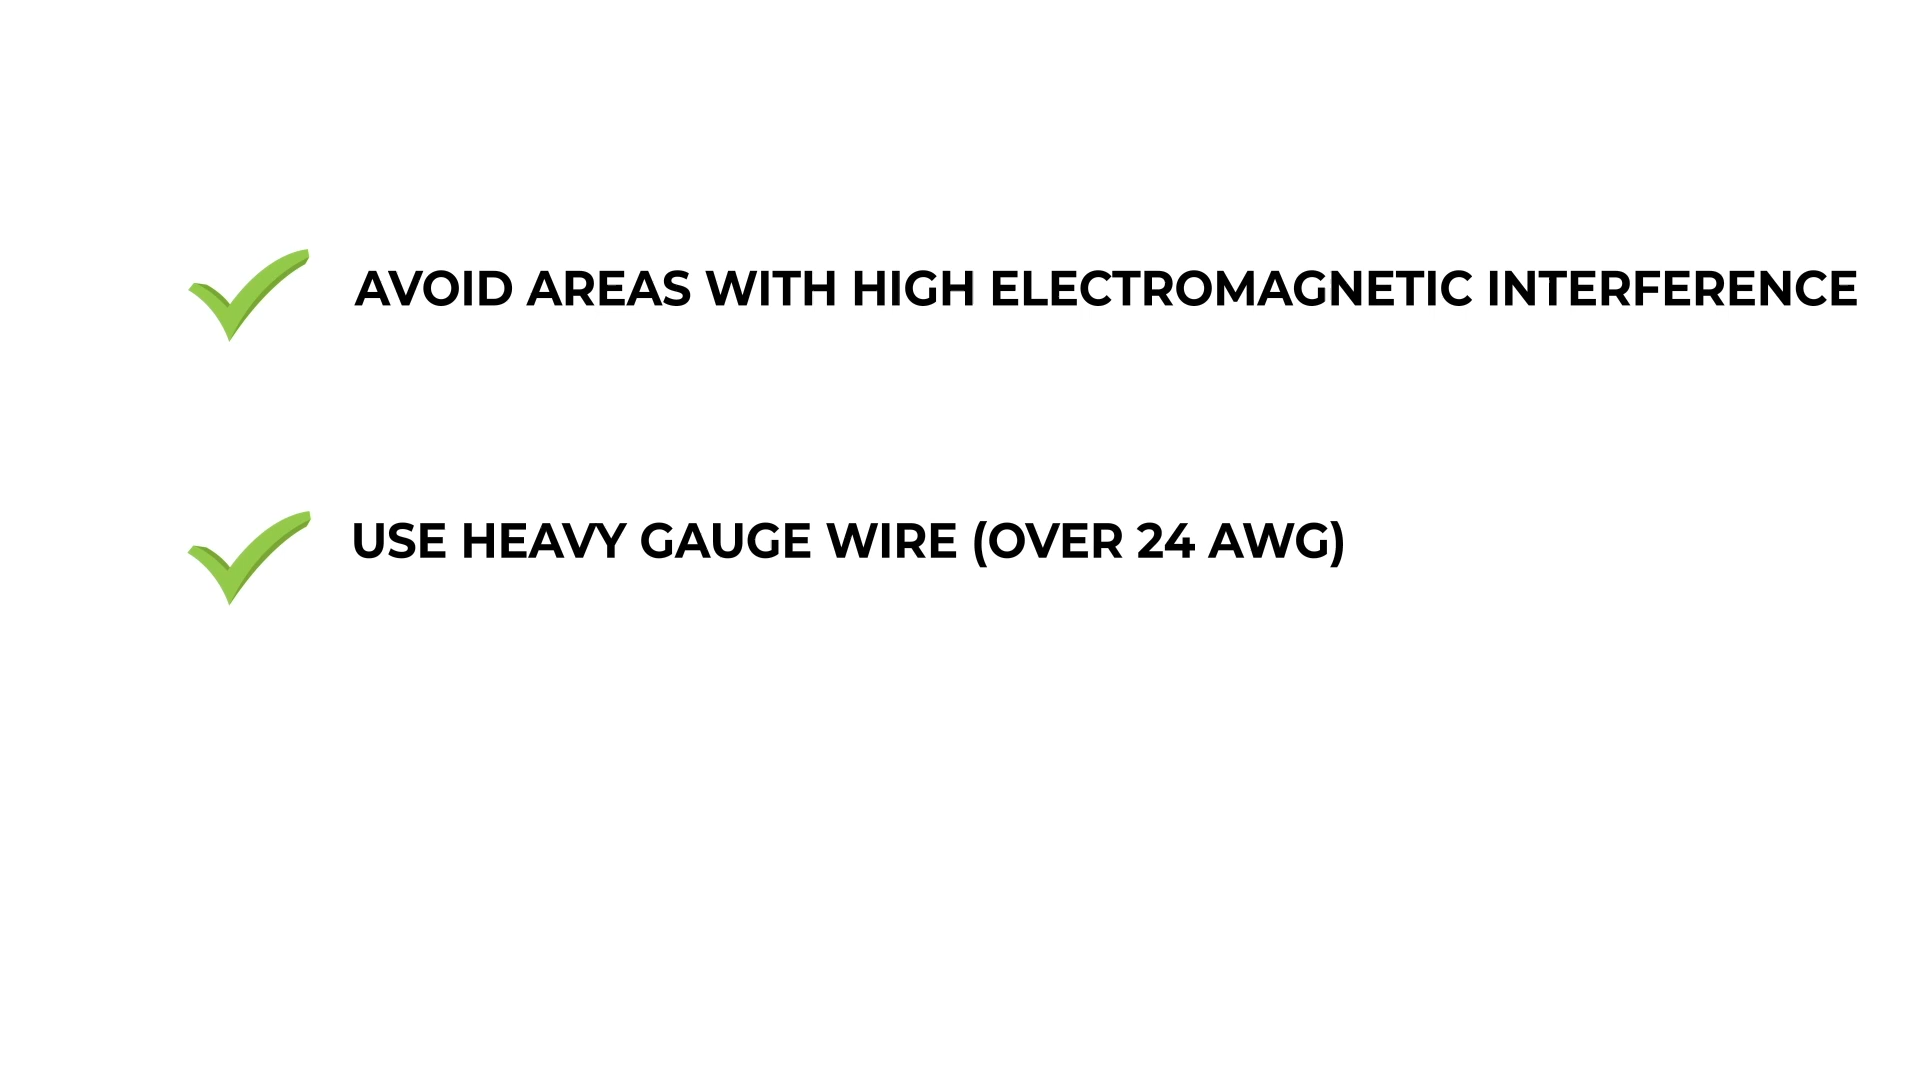 AVOID AREAS WITH HIGH ELECTROMAGNETIC INTERFERENCE
USE HEAVY GAUGE WIRE (OVER 24 AWG)